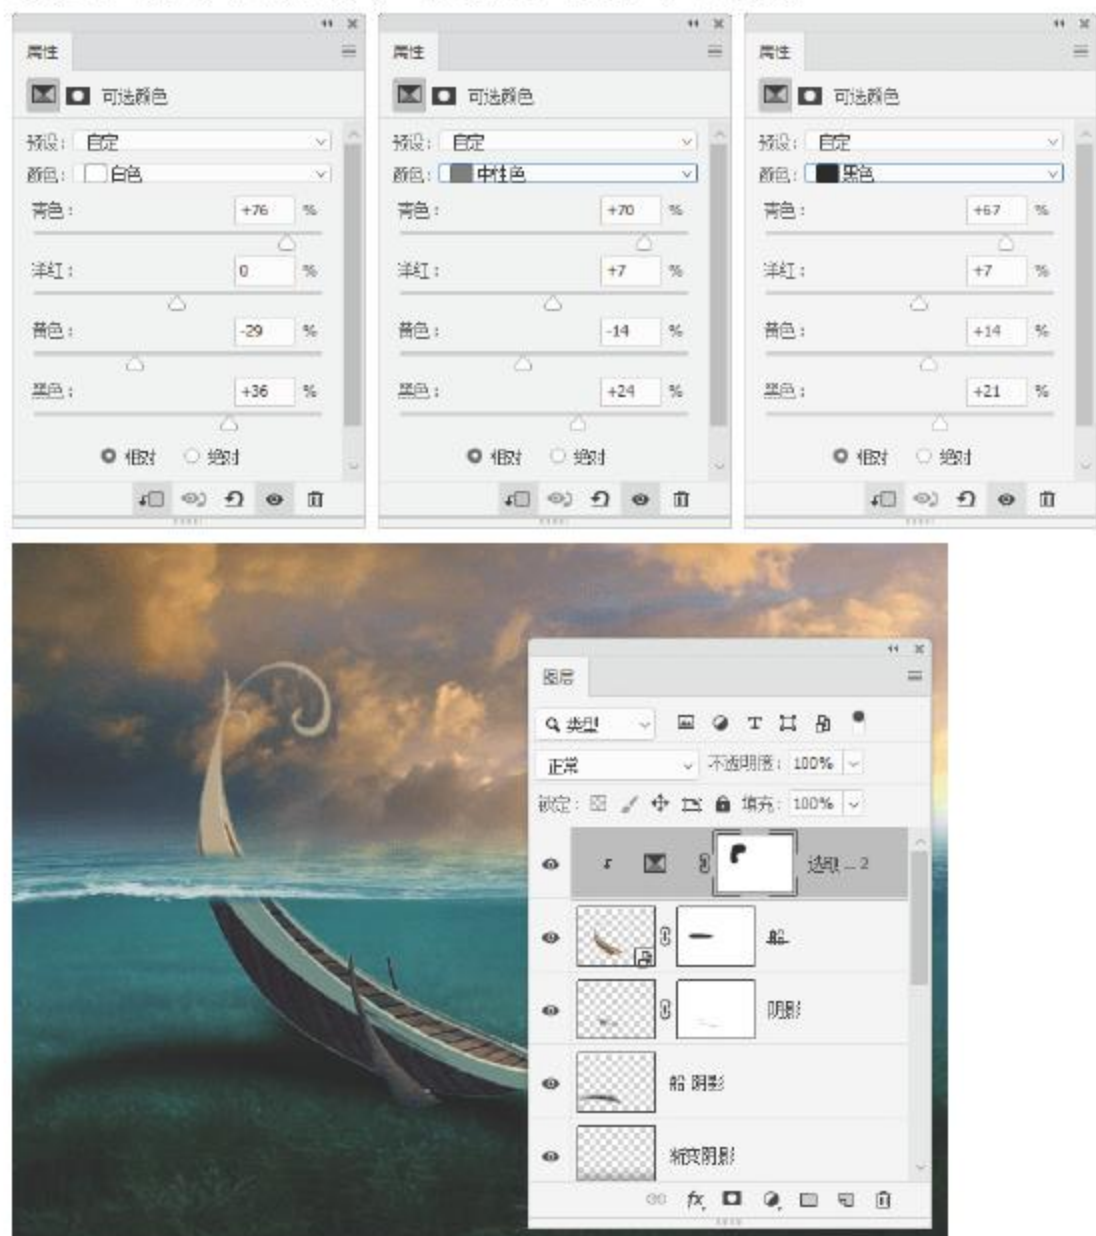 属性
可选颜色
预设: 自定
颜色: 白色
青色: +76 %
洋红: 0 %
黄色: -29 %
黑色: +36 %
相对 绝对
属性
可选颜色
预设: 自定
颜色: 中性色
青色: +70 %
洋红: +7 %
黄色: -14 %
黑色: +24 %
相对 绝对
属性
可选颜色
预设: 自定
颜色: 黑色
青色: +67 %
洋红: +7 %
黄色: +14 %
黑色: +21 %
相对 绝对
图层
类型
正常 不透明度: 100%
锁定: 填充: 100%
选取 ... 2
船
阴影
船 阴影
渐变阴影
fx